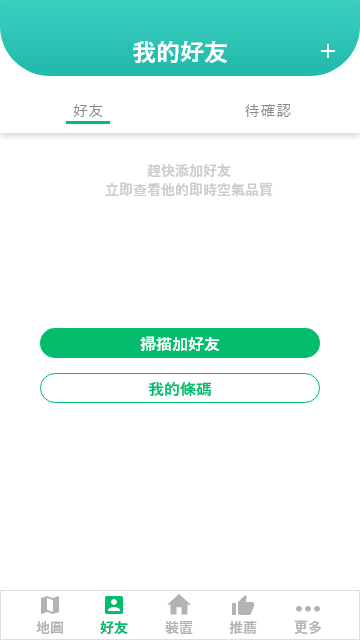 我的好友
好友
待確認
趕快添加好友
立即查看他的即時空氣品質
掃描加好友
我的條碼
地圖
好友
裝置
推薦
更多